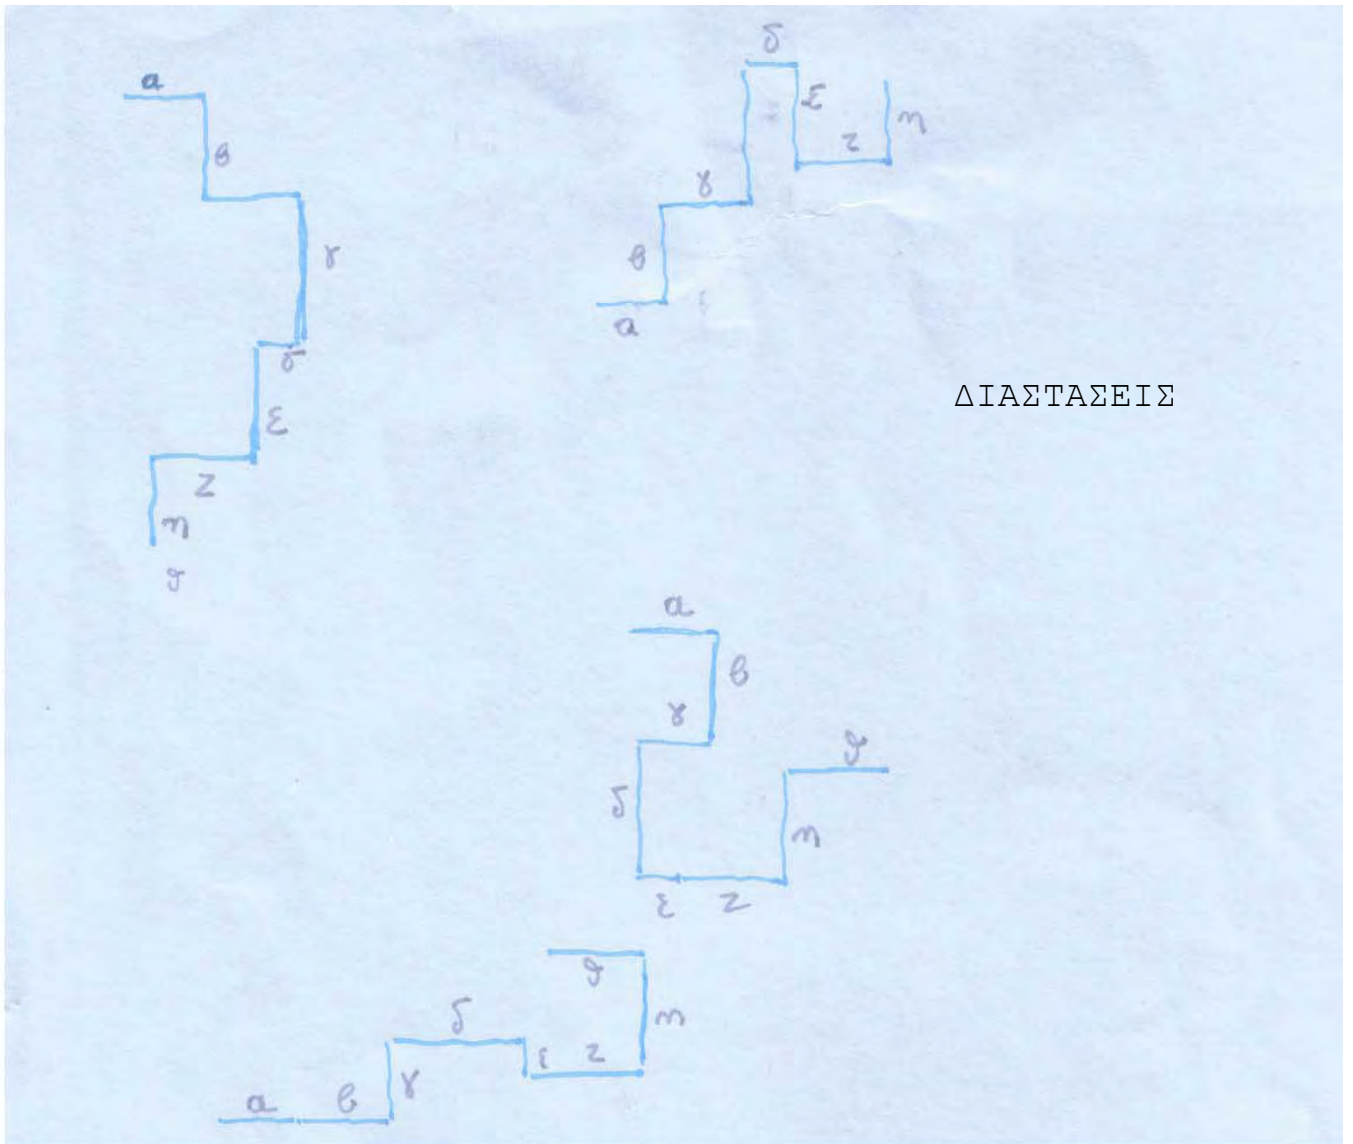 α
β
γ
δ
ε
ζ
η
θ
δ
ε
η
ζ
γ
β
α
ΔΙΑΣΤΑΣΕΙΣ
α
β
γ
θ
δ
η
ε ζ
θ
δ
η
ε ζ
α β γ